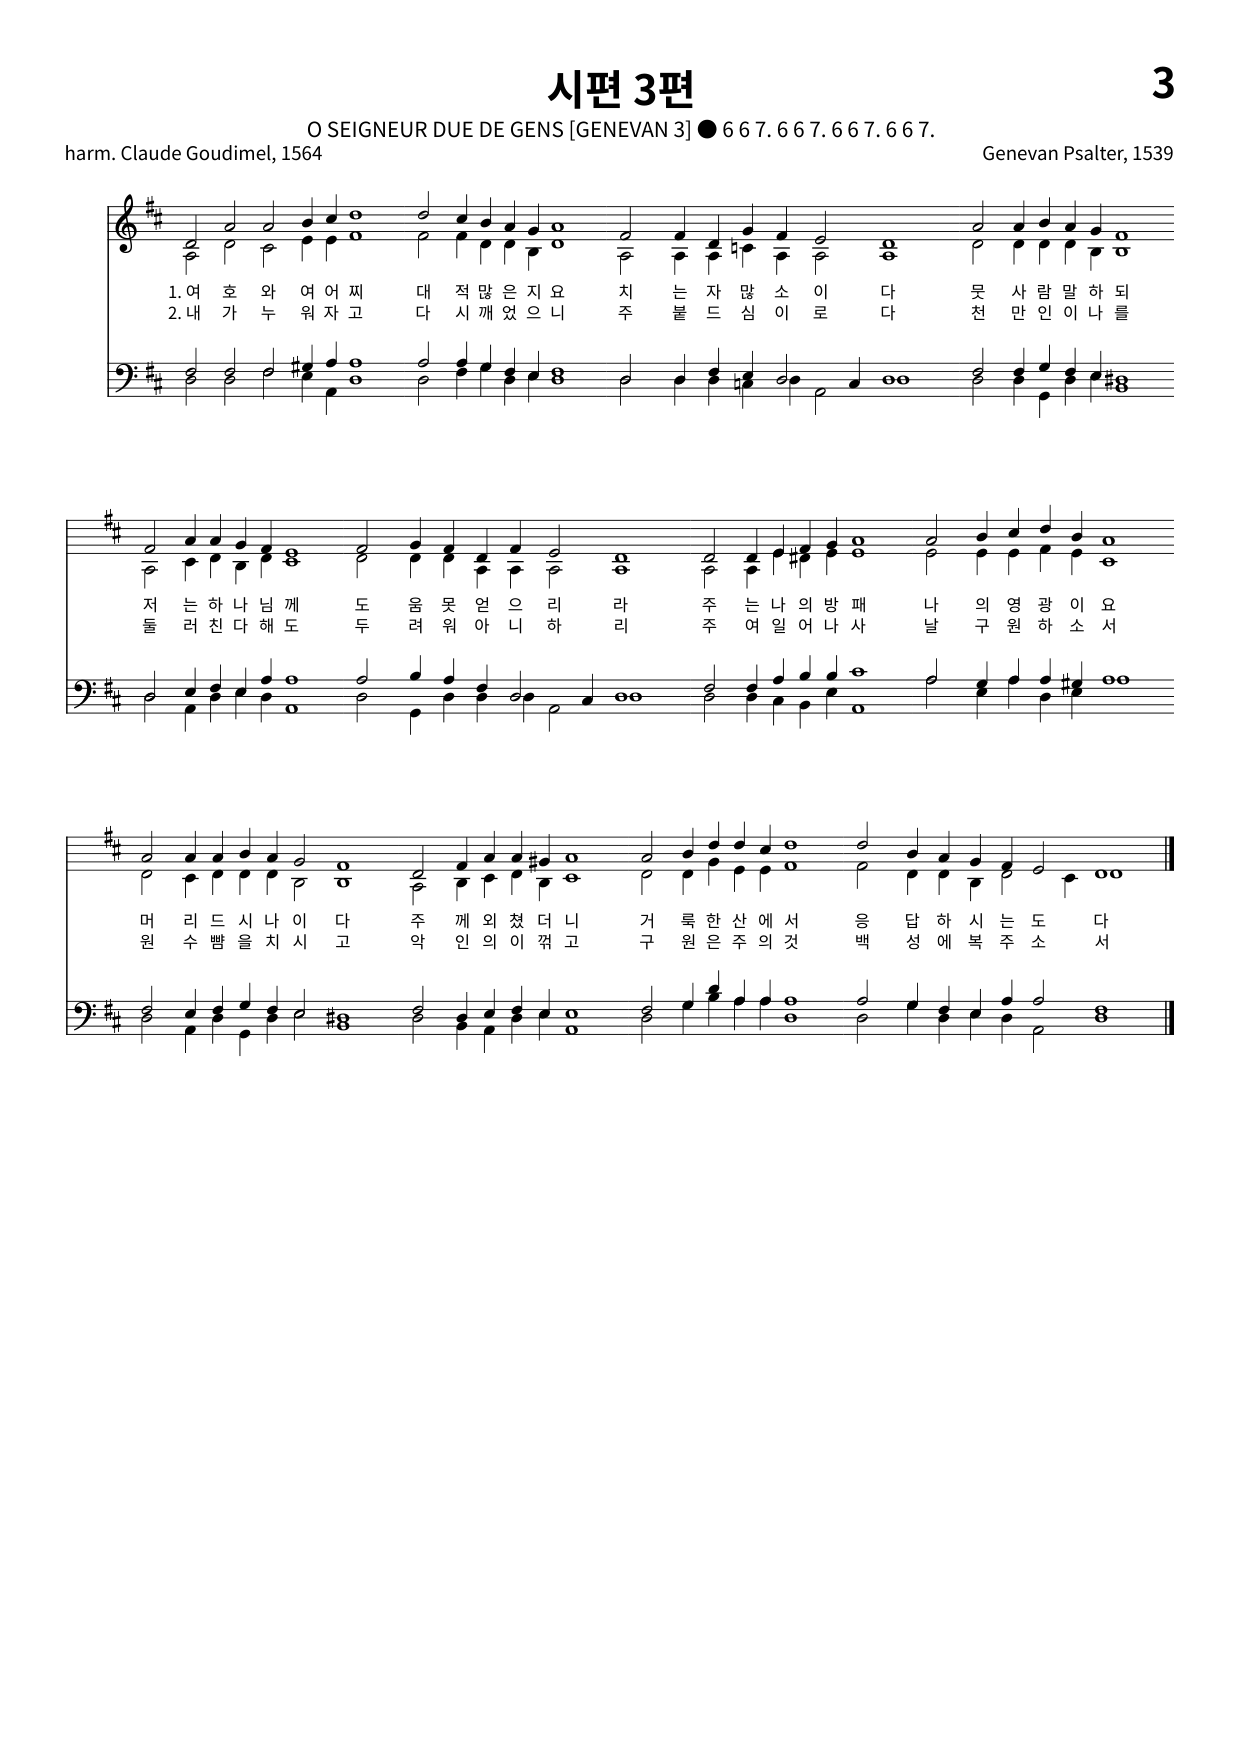 시편 3편
3
O SEIGNEUR DUE DE GENS [GENEVAN 3] ● 6 6 7. 6 6 7. 6 6 7. 6 6 7.
harm. Claude Goudimel, 1564
Genevan Psalter, 1539
1. 여 호 와 여 어 찌 대 적 많 은 지 요 치 는 자 많 소 이 다 뭇 사 람 말 하 되
2. 내 가 누 워 자 고 다 시 깨 었 으 니 주 붙 드 심 이 로 다 천 만 인 이 나 를
저 는 하 나 님 께 도 움 못 얻 으 리 라 주 는 나 의 방 패 나 의 영 광 이 요
둘 러 친 다 해 도 두 려 워 아 니 하 리 주 여 일 어 나 사 날 구 원 하 소 서
머 리 드 시 나 이 다 주 께 외 쳤 더 니 거 룩 한 산 에 서 응 답 하 시 는 도 다
원 수 뺨 을 치 시 고 악 인 의 이 꺾 고 구 원 은 주 의 것 백 성 에 복 주 소 서